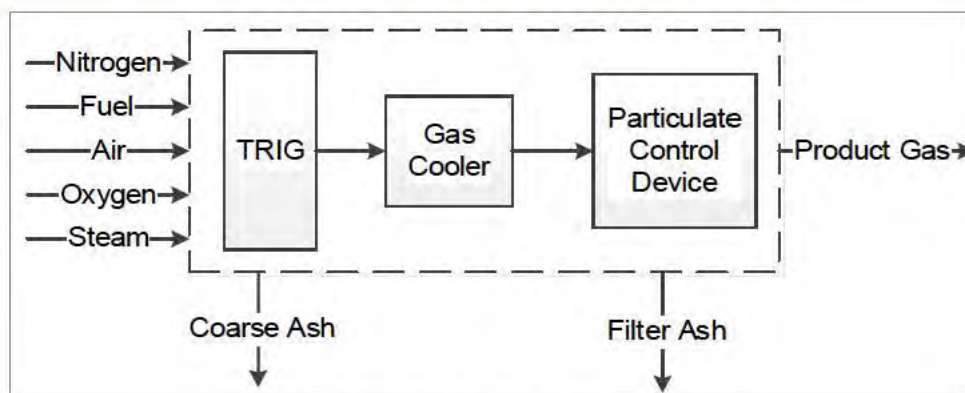 Nitrogen
Fuel
Air
Oxygen
Steam
TRIG
Gas
Cooler
Particulate
Control
Device
Product Gas
Coarse Ash
Filter Ash